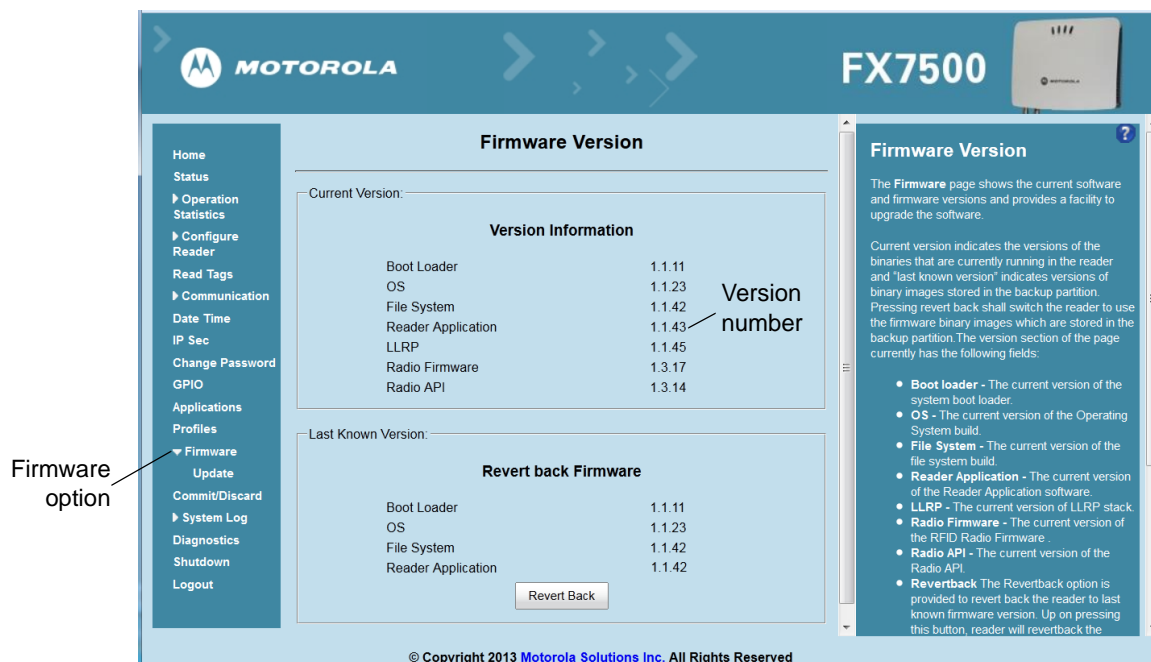 MOTOROLA
FX7500
Home
Status
Operation
Statistics
Configure
Reader
Read Tags
Communication
Date Time
IP Sec
Change Password
GPIO
Applications
Profiles
Firmware
Update
Commit/Discard
System Log
Diagnostics
Shutdown
Logout
Firmware
option
Firmware Version
Current Version:
Version Information
Boot Loader 1.1.11
OS 1.1.23
File System 1.1.42
Reader Application 1.1.43
LLRP 1.1.45
Radio Firmware 1.3.17
Radio API 1.3.14
Version
number
Last Known Version:
Revert back Firmware
Boot Loader 1.1.11
OS 1.1.23
File System 1.1.42
Reader Application 1.1.42
Revert Back
?
Firmware Version
The Firmware page shows the current software
and firmware versions and provides a facility to
upgrade the software.
Current version indicates the versions of the
binaries that are currently running in the reader
and "last known version" indicates versions of
binary images stored in the backup partition.
Pressing revert back shall switch the reader to use
the firmware binary images which are stored in the
backup partition.The version section of the page
currently has the following fields:
Boot loader - The current version of the
system boot loader.
OS - The current version of the Operating
System build.
File System - The current version of the
file system build.
Reader Application - The current version
of the Reader Application software.
LLRP - The current version of LLRP stack.
Radio Firmware - The current version of
the RFID Radio Firmware .
Radio API - The current version of the
Radio API.
Revertback The Revertback option is
provided to revert back the reader to last
known firmware version. Up on pressing
this button, reader will revertback the
© Copyright 2013 Motorola Solutions Inc. All Rights Reserved